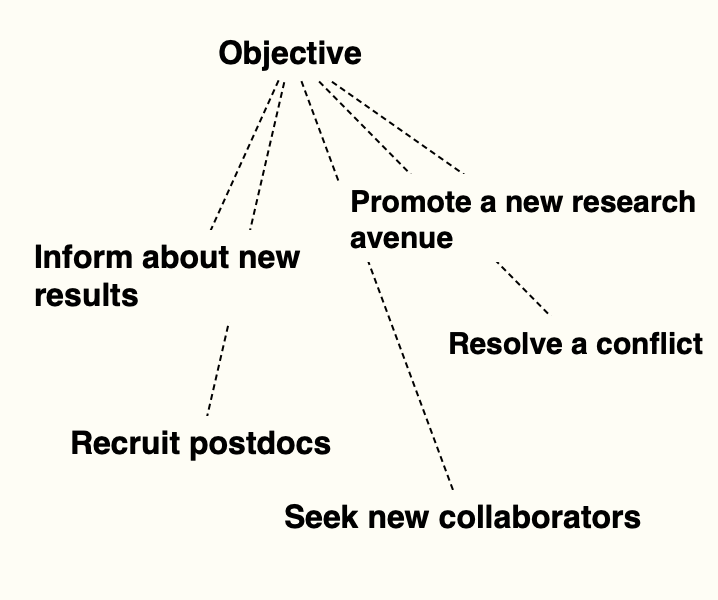 Objective
Promote a new research
avenue
Inform about new
results
Resolve a conflict
Recruit postdocs
Seek new collaborators